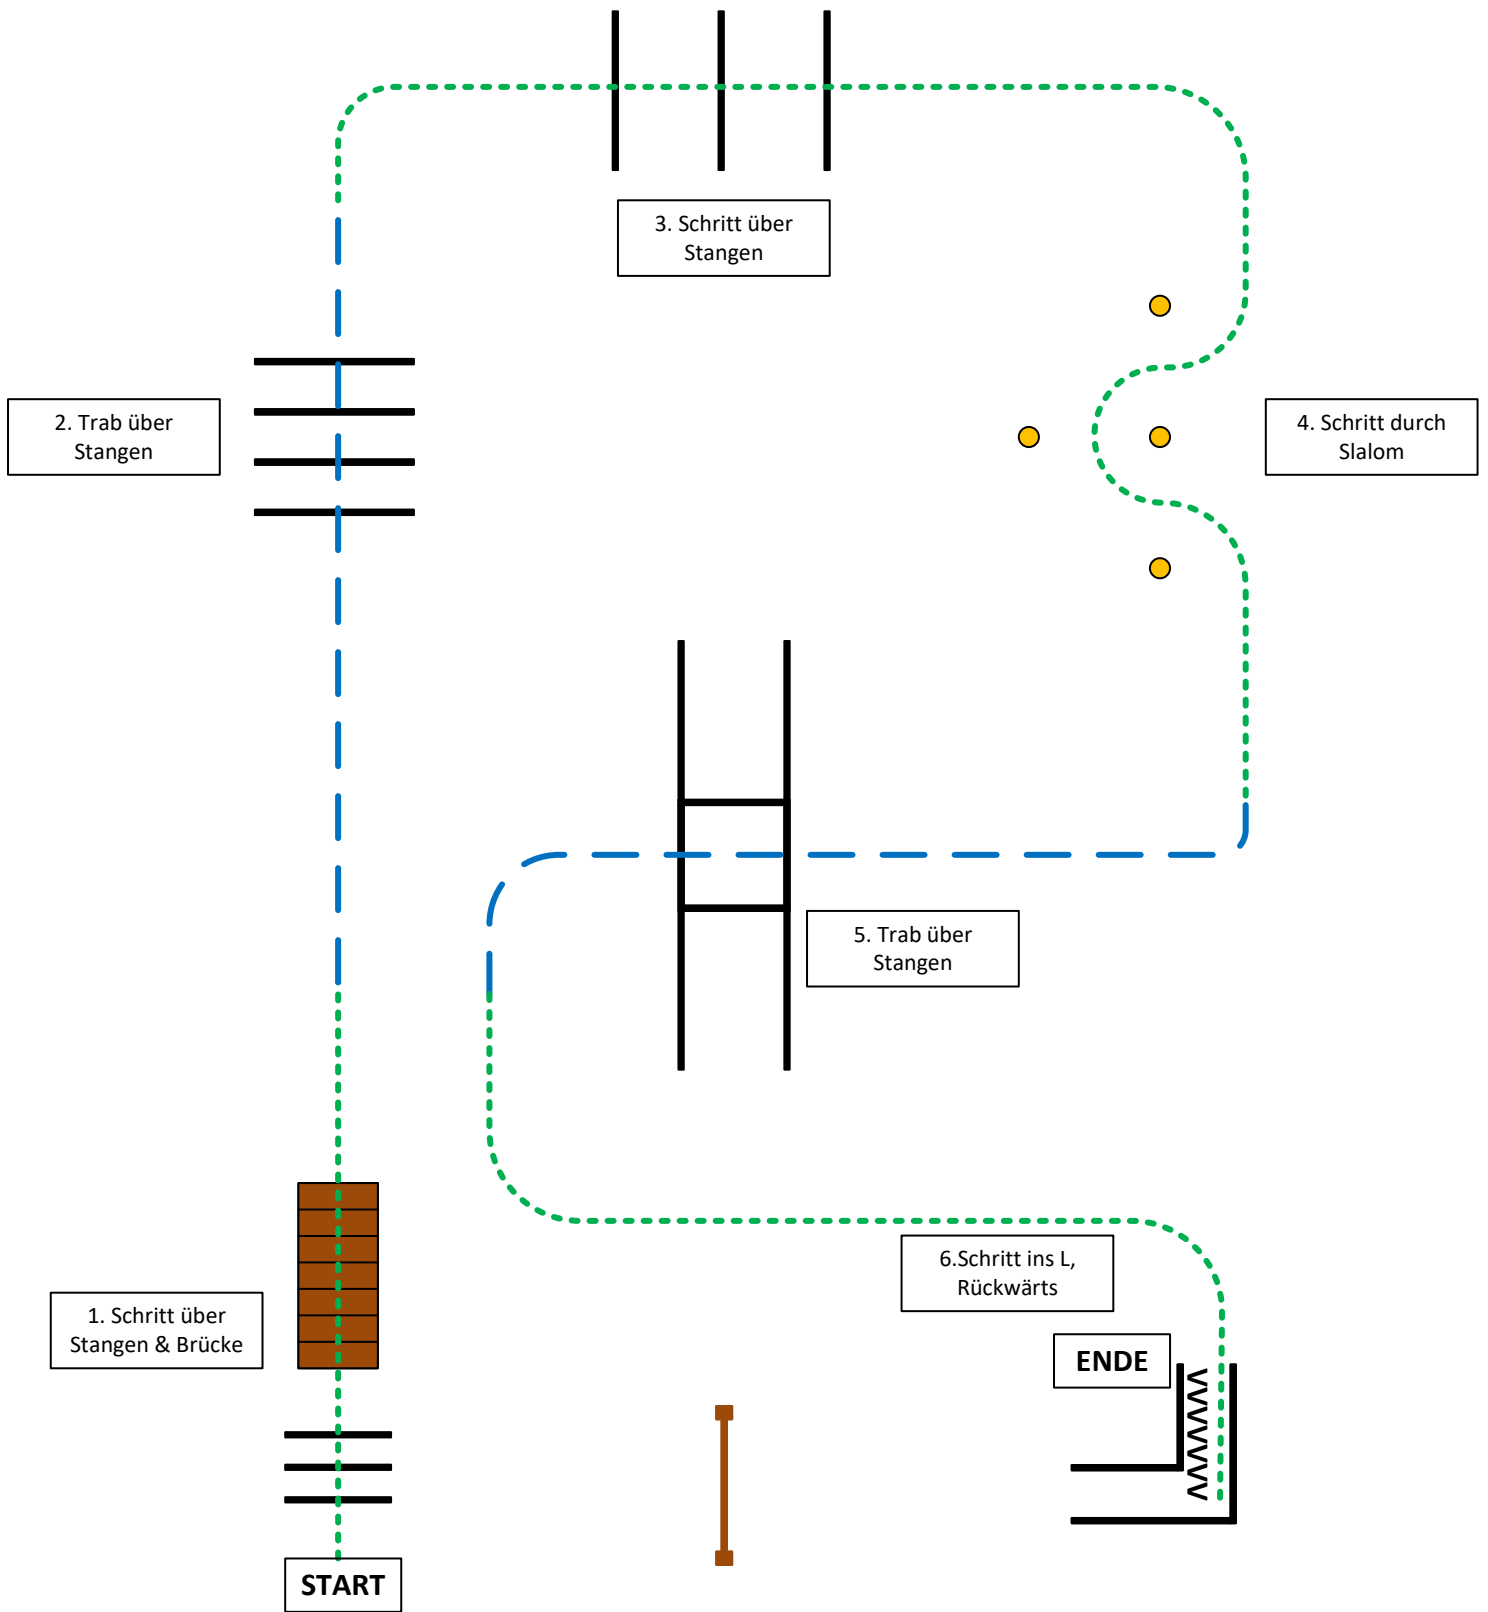 3. Schritt über
Stangen
2. Trab über
Stangen
4. Schritt durch
Slalom
5. Trab über
Stangen
6.Schritt ins L,
Rückwärts
1. Schritt über
Stangen & Brücke
ENDE
START